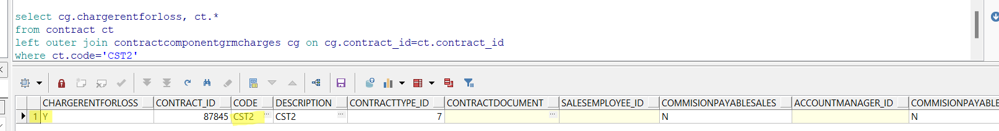 select cg.chargerentforloss, ct.*
from contract ct
left outer join contractcomponentgrmcharges cg on cg.contract_id=ct.contract_id
where ct.code='CST2'
CHARGERENTFORLOSS CONTRACT_ID CODE DESCRIPTION CONTRACTTYPE_ID CONTRACTDOCUMENT SALESEMPLOYEE_ID COMMISIONPAYABLESALES ACCOUNTMANAGER_ID COMMISIONPAYABLE
1 Y 87845 CST2 ... CST2 ... 7 ... N N